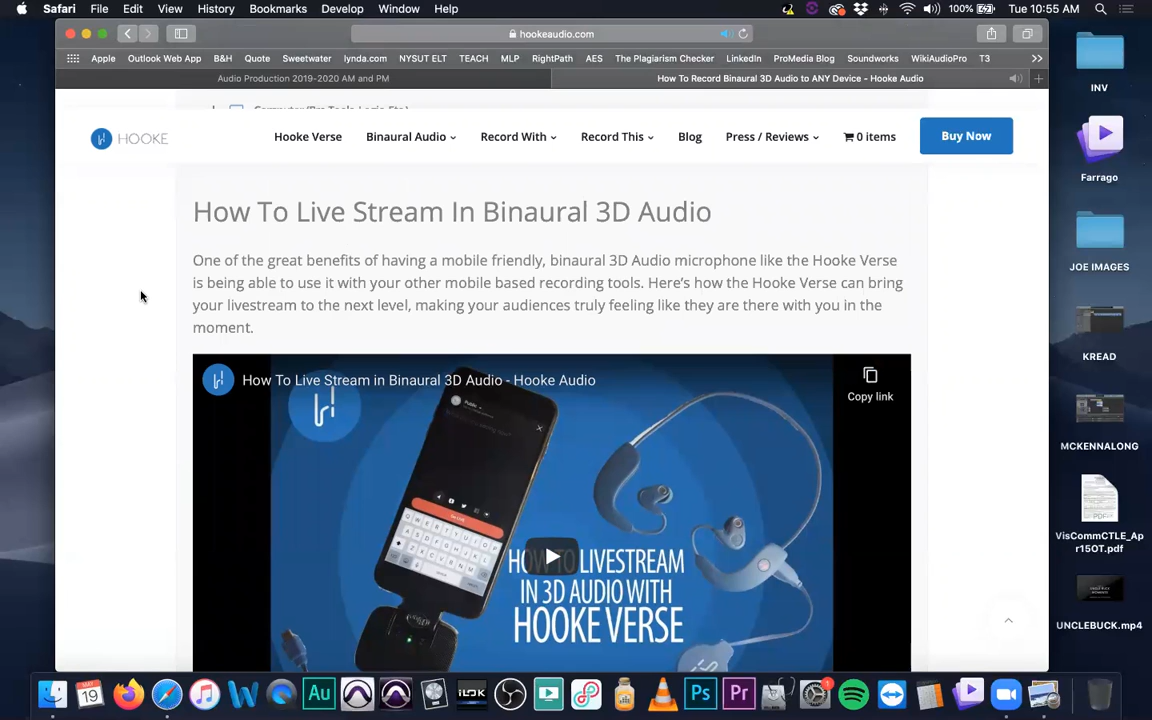 Safari File Edit View History Bookmarks Develop Window Help 100% Tue 10:55 AM
hookeaudio.com
Apple Outlook Web App B&H Quote Sweetwater lynda.com NYSUT ELT TEACH MLP RightPath AES The Plagiarism Checker LinkedIn ProMedia Blog Soundworks WikiAudioPro T3
Audio Production 2019-2020 AM and PM How To Record Binaural 3D Audio to ANY Device - Hooke Audio
HOOKE Hooke Verse Binaural Audio Record With Record This Blog Press / Reviews 0 items Buy Now
How To Live Stream In Binaural 3D Audio
One of the great benefits of having a mobile friendly, binaural 3D Audio microphone like the Hooke Verse
is being able to use it with your other mobile based recording tools. Here's how the Hooke Verse can bring
your livestream to the next level, making your audiences truly feeling like they are there with you in the
moment.
How To Live Stream in Binaural 3D Audio - Hooke Audio
Copy link
HOW TO LIVESTREAM
IN 3D AUDIO WITH
HOOKE VERSE
INV
Farrago
JOE IMAGES
KREAD
MCKENNALONG
VisCommCTLE_Ap
r15OT.pdf
UNCLEBUCK.mp4
MAY
19
Au
iLOK
Ps
Pr
1